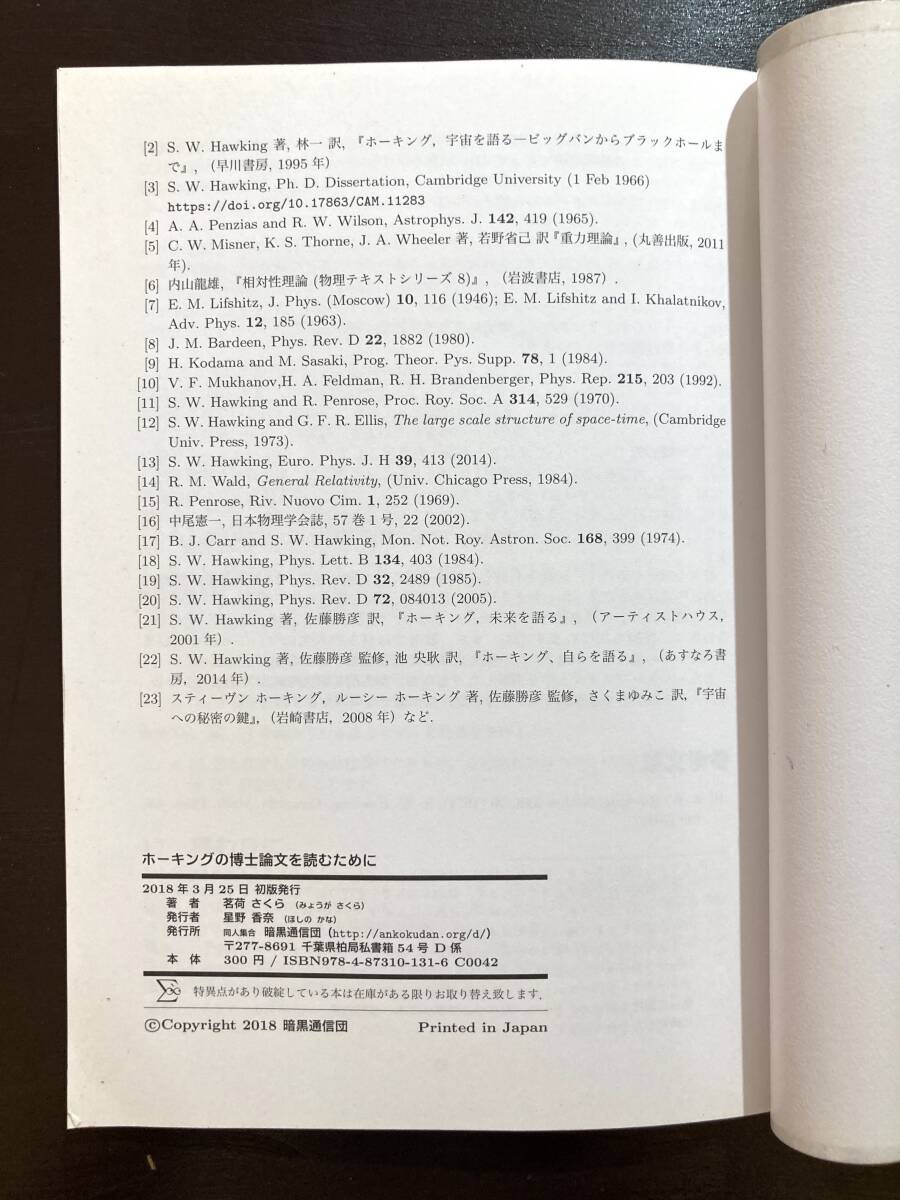 [2] S. W. Hawking 著, 林一 訳, 『ホーキング, 宇宙を語る—ビッグバンからブラックホールま
で』, (早川書房, 1995 年)
[3] S. W. Hawking, Ph. D. Dissertation, Cambridge University (1 Feb 1966)
https://doi.org/10.17863/CAM.11283
[4] A. A. Penzias and R. W. Wilson, Astrophys. J. 142, 419 (1965).
[5] C. W. Misner, K. S. Thorne, J. A. Wheeler 著, 若野省己 訳『重力理論』, (丸善出版, 2011
年).
[6] 内山龍雄, 『相対性理論 (物理テキストシリーズ 8)』, (岩波書店, 1987) .
[7] E. M. Lifshitz, J. Phys. (Moscow) 10, 116 (1946); E. M. Lifshitz and I. Khalatnikov,
Adv. Phys. 12, 185 (1963).
[8] J. M. Bardeen, Phys. Rev. D 22, 1882 (1980).
[9] H. Kodama and M. Sasaki, Prog. Theor. Pys. Supp. 78, 1 (1984).
[10] V. F. Mukhanov,H. A. Feldman, R. H. Brandenberger, Phys. Rep. 215, 203 (1992).
[11] S. W. Hawking and R. Penrose, Proc. Roy. Soc. A 314, 529 (1970).
[12] S. W. Hawking and G. F. R. Ellis, The large scale structure of space-time, (Cambridge
Univ. Press, 1973).
[13] S. W. Hawking, Euro. Phys. J. H 39, 413 (2014).
[14] R. M. Wald, General Relativity, (Univ. Chicago Press, 1984).
[15] R. Penrose, Riv. Nuovo Cim. 1, 252 (1969).
[16] 中尾憲一, 日本物理学会誌, 57 巻 1 号, 22 (2002).
[17] B. J. Carr and S. W. Hawking, Mon. Not. Roy. Astron. Soc. 168, 399 (1974).
[18] S. W. Hawking, Phys. Lett. B 134, 403 (1984).
[19] S. W. Hawking, Phys. Rev. D 32, 2489 (1985).
[20] S. W. Hawking, Phys. Rev. D 72, 084013 (2005).
[21] S. W. Hawking 著, 佐藤勝彦 訳, 『ホーキング, 未来を語る』, (アーティストハウス,
2001 年) .
[22] S. W. Hawking 著, 佐藤勝彦 監修, 池 央耿 訳, 『ホーキング、自らを語る』, (あすなろ書
房, 2014 年) .
[23] スティーヴン ホーキング, ルーシー ホーキング 著, 佐藤勝彦 監修, さくまゆみこ 訳, 『宇宙
への秘密の鍵』, (岩崎書店, 2008 年) など.
ホーキングの博士論文を読むために
2018 年 3 月 25 日 初版発行
著 者 茗荷 さくら (みょうが さくら)
発行者 星野 香奈 (ほしの かな)
発行所 同人集合 暗黒通信団 (http://ankokudan.org/d/)
〒277-8691 千葉県柏局私書箱 54 号 D 係
本 体 300 円 / ISBN978-4-87310-131-6 C0042
特異点があり破綻している本は在庫がある限りお取り替え致します.
©Copyright 2018 暗黒通信団 Printed in Japan